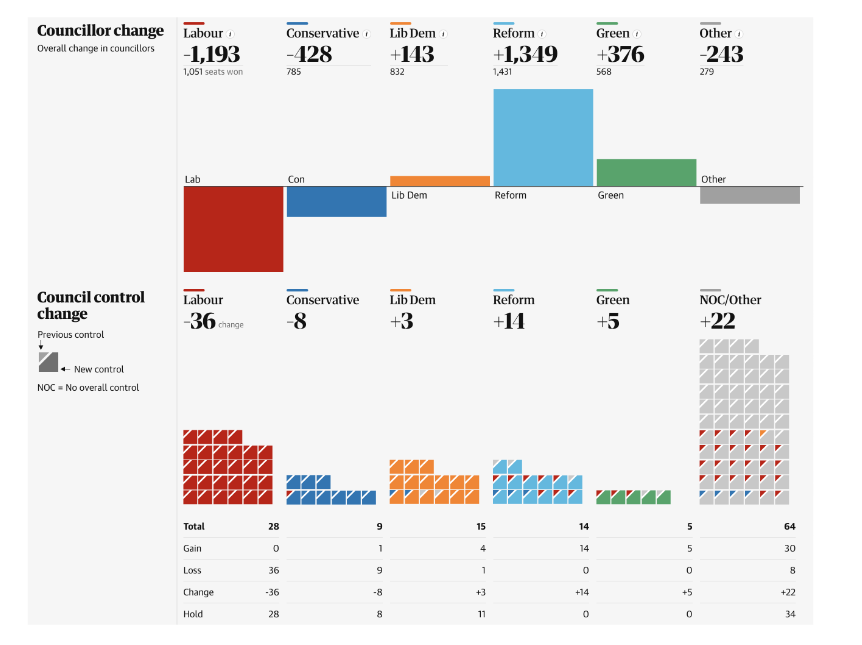 Councillor change
Overall change in councillors
Labour i
-1,193
1,051 seats won
Conservative i
-428
785
Lib Dem i
+143
832
Reform i
+1,349
1,431
Green i
+376
568
Other i
-243
279
Lab
Con
Lib Dem
Reform
Green
Other
Council control
change
Previous control
New control
NOC = No overall control
Labour
-36 change
Conservative
-8
Lib Dem
+3
Reform
+14
Green
+5
NOC/Other
+22
Total 28 9 15 14 5 64
Gain 0 1 4 14 5 30
Loss 36 9 1 0 0 8
Change -36 -8 +3 +14 +5 +22
Hold 28 8 11 0 0 34